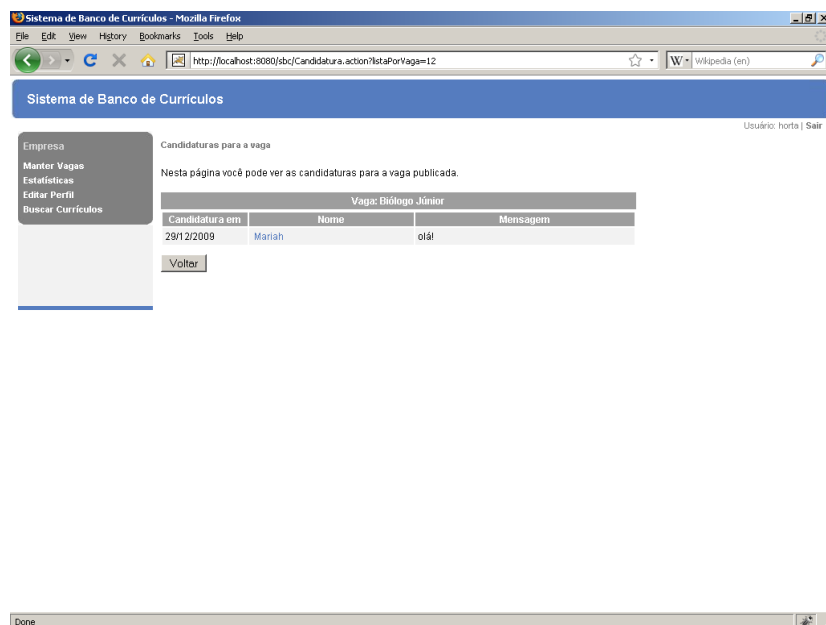 Sistema de Banco de Currículos - Mozilla Firefox
File Edit View History Bookmarks Tools Help
http://localhost:8080/sbc/Candidatura.action?listaPorVaga=12 W Wikipedia (en)
Sistema de Banco de Currículos
Usuário: horta | Sair
Empresa
Manter Vagas
Estatísticas
Editar Perfil
Buscar Currículos
Candidaturas para a vaga
Nesta página você pode ver as candidaturas para a vaga publicada.
Vaga: Biólogo Júnior
Candidatura em Nome Mensagem
29/12/2009 Mariah olá!
Voltar
Done